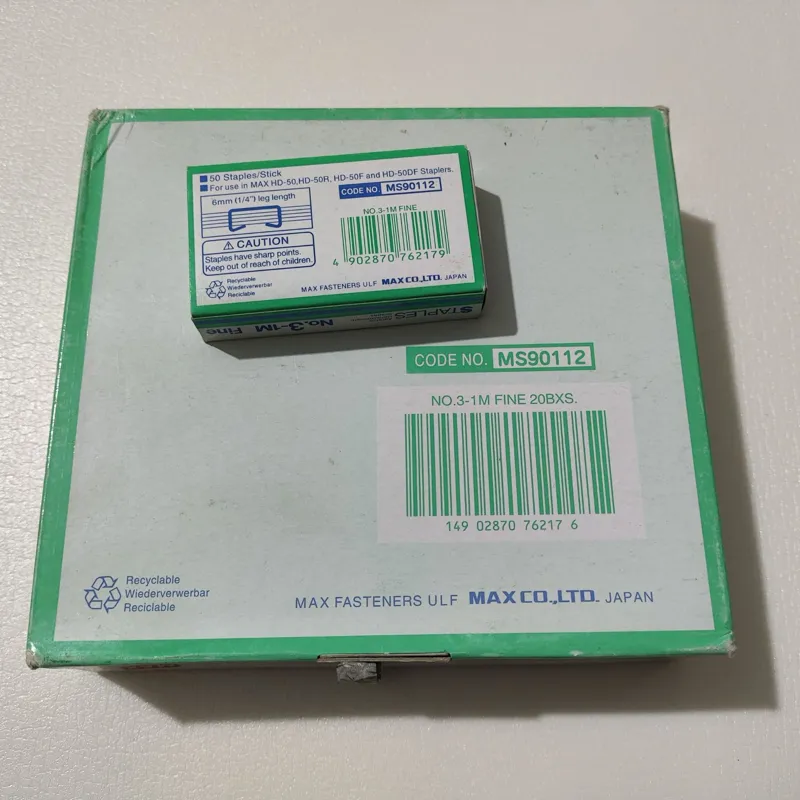 50 Staples/Stick
For use in MAX HD-50,HD-50R, HD-50F and HD-50DF Staplers.
CODE NO. MS90112
6mm (1/4") leg length
NO.3-1M FINE
⚠ CAUTION
Staples have sharp points.
Keep out of reach of children.
4 902870 762179
Recyclable
Wiederverwerbar
Reciclable
MAX FASTENERS ULF MAX CO.,LTD. JAPAN
STAPLES
No.3-1M Fine
CODE NO. MS90112
NO.3-1M FINE 20BXS.
149 02870 76217 6
Recyclable
Wiederverwerbar
Reciclable
MAX FASTENERS ULF MAX CO.,LTD. JAPAN